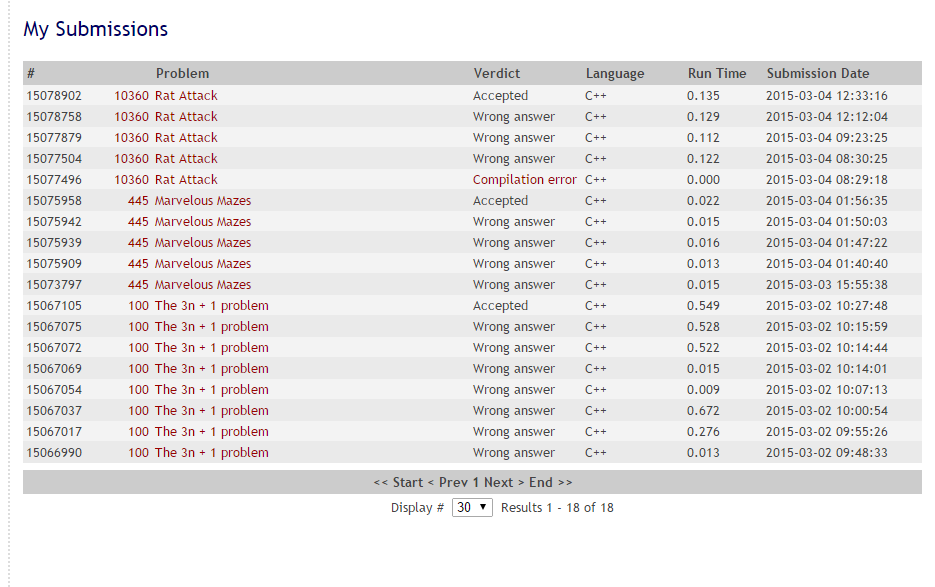 My Submissions
# Problem Verdict Language Run Time Submission Date
15078902 10360 Rat Attack Accepted C++ 0.135 2015-03-04 12:33:16
15078758 10360 Rat Attack Wrong answer C++ 0.129 2015-03-04 12:12:04
15077879 10360 Rat Attack Wrong answer C++ 0.112 2015-03-04 09:23:25
15077504 10360 Rat Attack Wrong answer C++ 0.122 2015-03-04 08:30:25
15077496 10360 Rat Attack Compilation error C++ 0.000 2015-03-04 08:29:18
15075958 445 Marvelous Mazes Accepted C++ 0.022 2015-03-04 01:56:35
15075942 445 Marvelous Mazes Wrong answer C++ 0.015 2015-03-04 01:50:03
15075939 445 Marvelous Mazes Wrong answer C++ 0.016 2015-03-04 01:47:22
15075909 445 Marvelous Mazes Wrong answer C++ 0.013 2015-03-04 01:40:40
15073797 445 Marvelous Mazes Wrong answer C++ 0.015 2015-03-03 15:55:38
15067105 100 The 3n + 1 problem Accepted C++ 0.549 2015-03-02 10:27:48
15067075 100 The 3n + 1 problem Wrong answer C++ 0.528 2015-03-02 10:15:59
15067072 100 The 3n + 1 problem Wrong answer C++ 0.522 2015-03-02 10:14:44
15067069 100 The 3n + 1 problem Wrong answer C++ 0.015 2015-03-02 10:14:01
15067054 100 The 3n + 1 problem Wrong answer C++ 0.009 2015-03-02 10:07:13
15067037 100 The 3n + 1 problem Wrong answer C++ 0.672 2015-03-02 10:00:54
15067017 100 The 3n + 1 problem Wrong answer C++ 0.276 2015-03-02 09:55:26
15066990 100 The 3n + 1 problem Wrong answer C++ 0.013 2015-03-02 09:48:33
<< Start < Prev 1 Next > End >>
Display # 30 Results 1 - 18 of 18